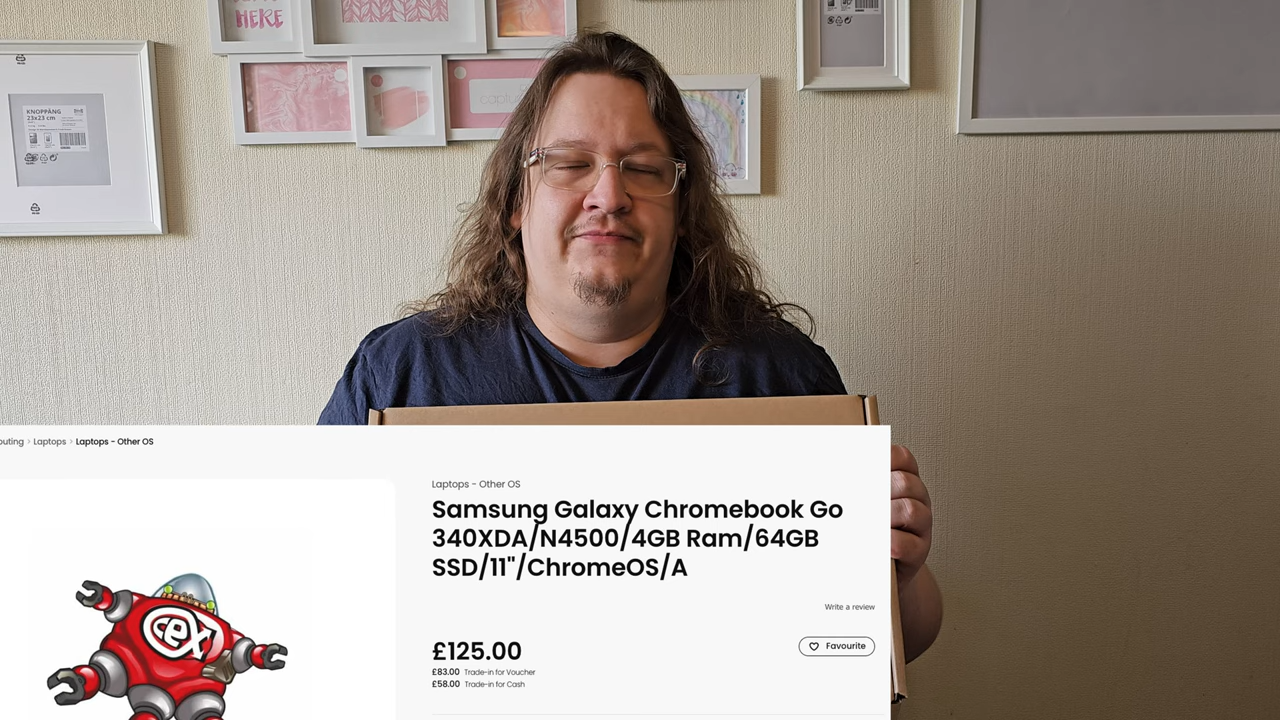 HERE
KNOPPÄNG
23x23 cm
captu
outing > Laptops > Laptops - Other OS
Laptops - Other OS
Samsung Galaxy Chromebook Go
340XDA/N4500/4GB Ram/64GB
SSD/11"/ChromeOS/A
Write a review
£125.00
Favourite
£83.00 Trade-in for Voucher
£58.00 Trade-in for Cash
cex